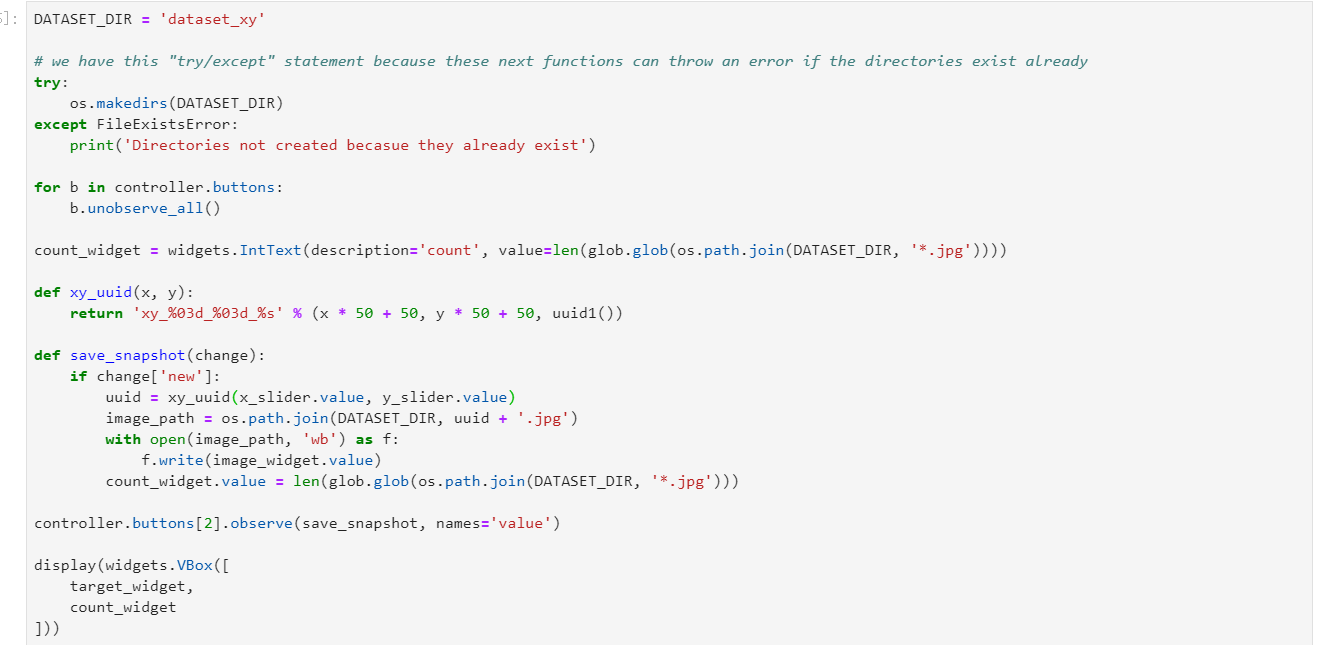 ]:
DATASET_DIR = 'dataset_xy'
# we have this "try/except" statement because these next functions can throw an error if the directories exist already
try:
    os.makedirs(DATASET_DIR)
except FileExistsError:
    print('Directories not created becasue they already exist')
for b in controller.buttons:
    b.unobserve_all()
count_widget = widgets.IntText(description='count', value=len(glob.glob(os.path.join(DATASET_DIR, '*.jpg'))))
def xy_uuid(x, y):
    return 'xy_%03d_%03d_%s' % (x * 50 + 50, y * 50 + 50, uuid1())
def save_snapshot(change):
    if change['new']:
        uuid = xy_uuid(x_slider.value, y_slider.value)
        image_path = os.path.join(DATASET_DIR, uuid + '.jpg')
        with open(image_path, 'wb') as f:
            f.write(image_widget.value)
        count_widget.value = len(glob.glob(os.path.join(DATASET_DIR, '*.jpg')))
controller.buttons[2].observe(save_snapshot, names='value')
display(widgets.VBox([
    target_widget,
    count_widget
]))